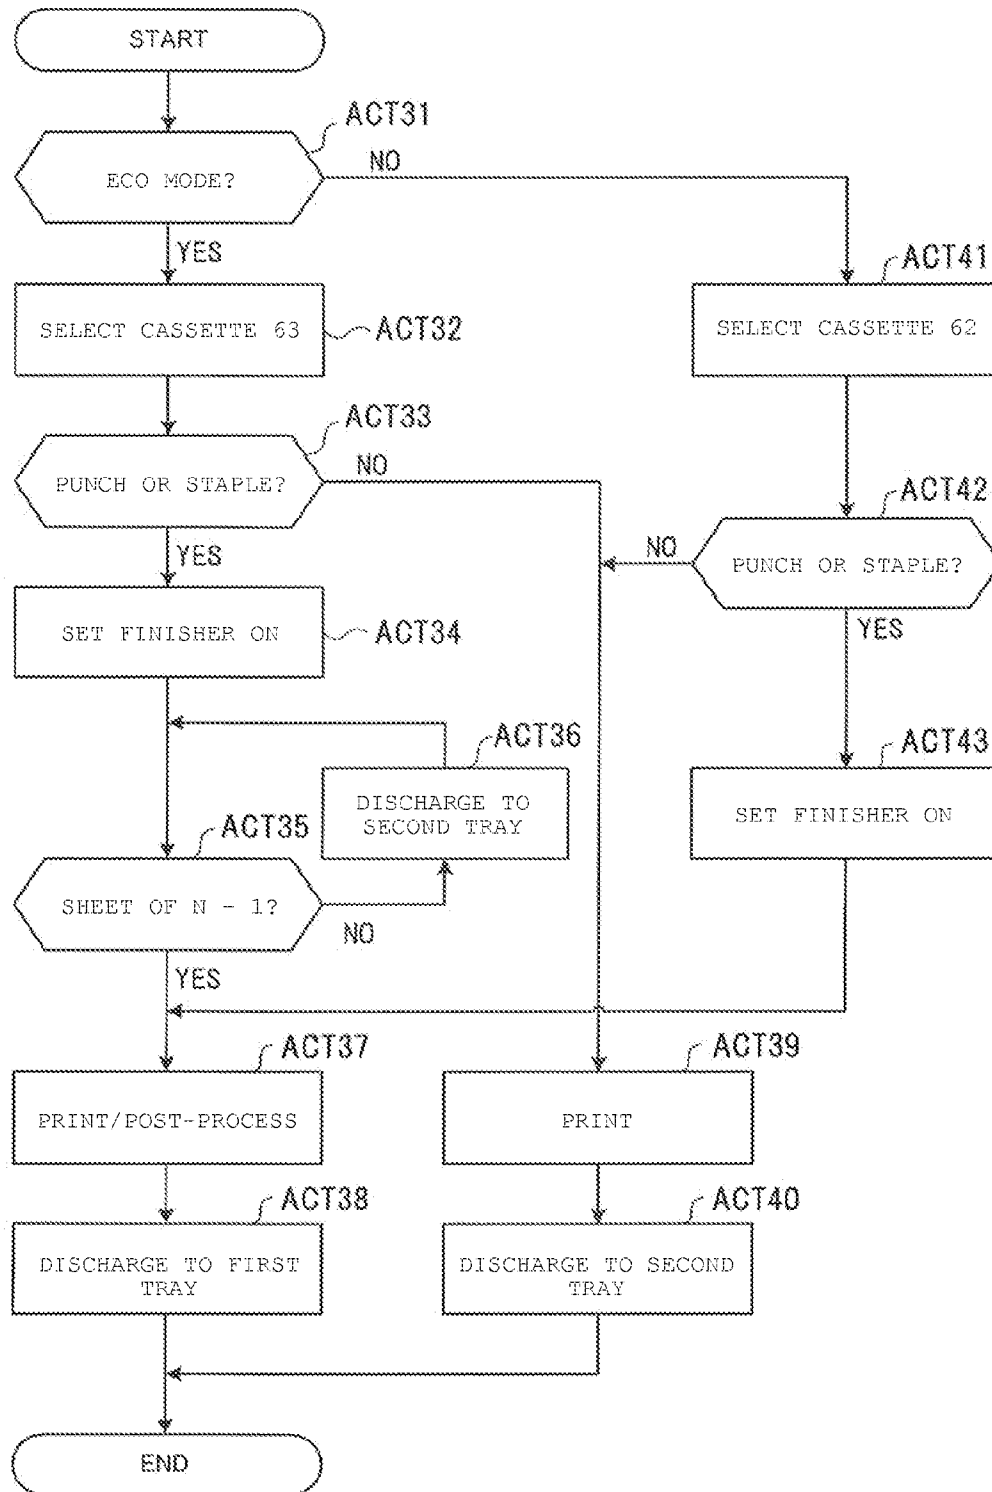 START
ACT31
ECO MODE?
NO
YES
ACT41
SELECT CASSETTE 63
ACT32
SELECT CASSETTE 62
ACT33
PUNCH OR STAPLE?
NO
YES
ACT42
NO
PUNCH OR STAPLE?
YES
SET FINISHER ON
ACT34
ACT36
DISCHARGE TO
SECOND TRAY
ACT43
SET FINISHER ON
ACT35
SHEET OF N - 1?
NO
YES
ACT37
PRINT/POST-PROCESS
ACT39
PRINT
ACT38
DISCHARGE TO FIRST
TRAY
ACT40
DISCHARGE TO SECOND
TRAY
END